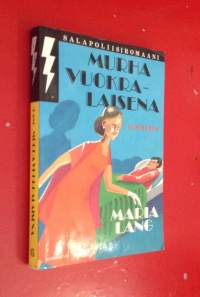 SALAPOLIISIROMAANI
MURHA
VUOKRA-
LAISENA
MARIA
LANG